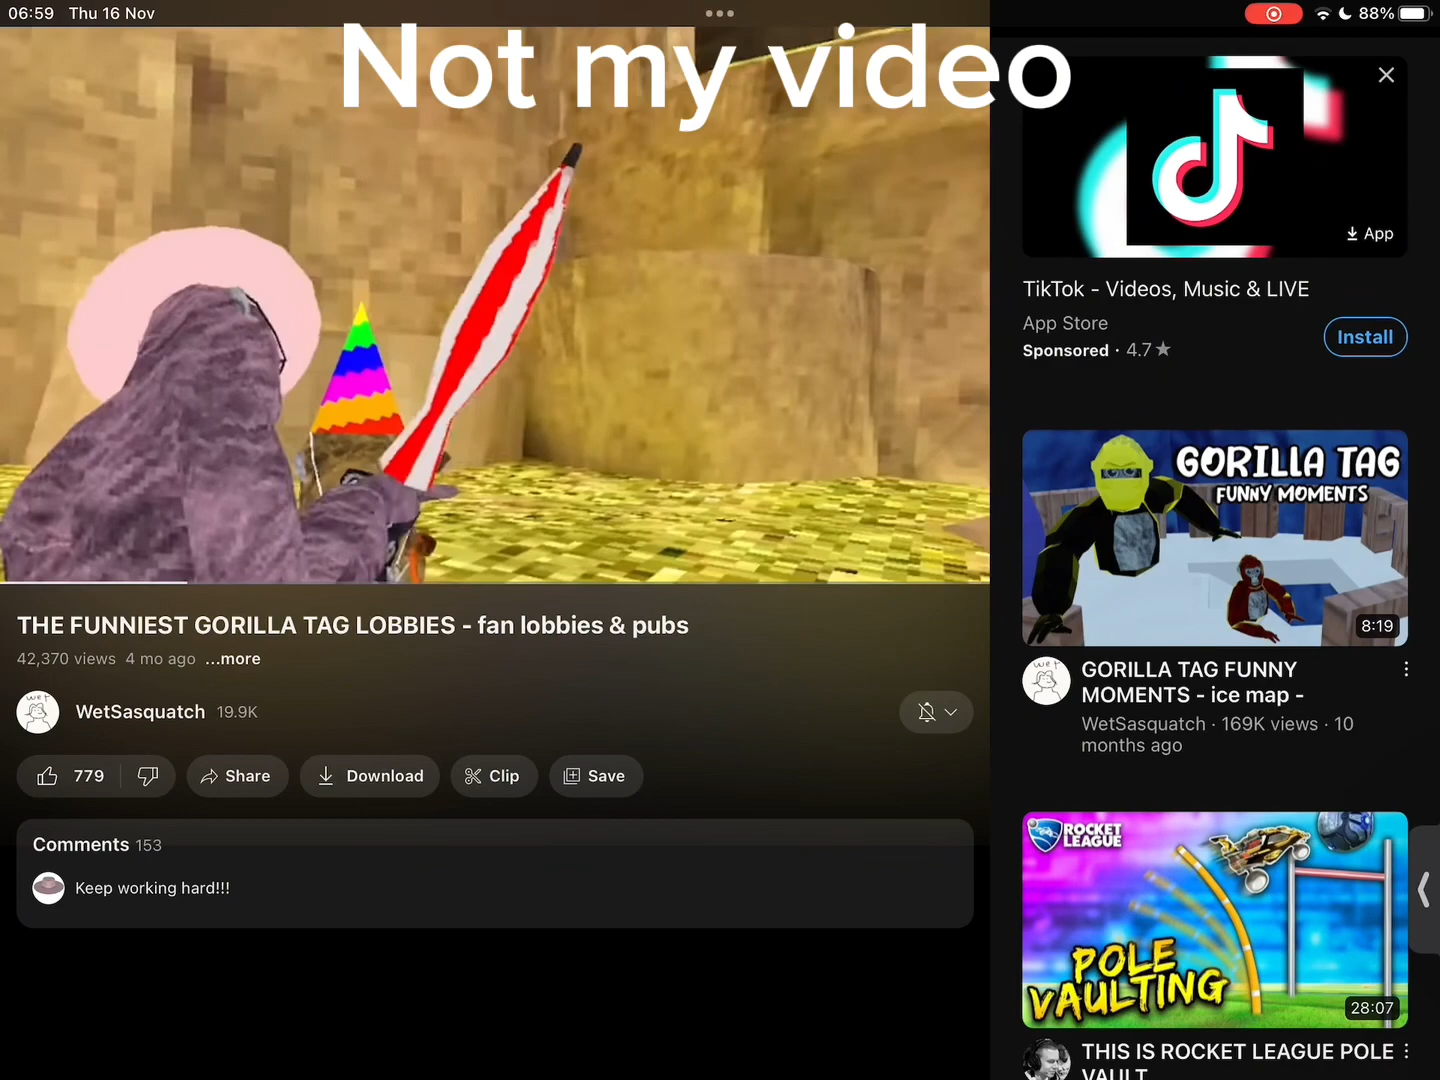 06:59 Thu 16 Nov
88%
Not my video
App
TikTok - Videos, Music & LIVE
App Store
Sponsored · 4.7★
Install
THE FUNNIEST GORILLA TAG LOBBIES - fan lobbies & pubs
42,370 views 4 mo ago ...more
WetSasquatch 19.9K
779
Share
Download
Clip
Save
Comments 153
Keep working hard!!!
GORILLA TAG
FUNNY MOMENTS
8:19
wet
GORILLA TAG FUNNY
MOMENTS - ice map -
WetSasquatch · 169K views · 10
months ago
ROCKET
LEAGUE
POLE
VAULTING
28:07
THIS IS ROCKET LEAGUE POLE
VAULT